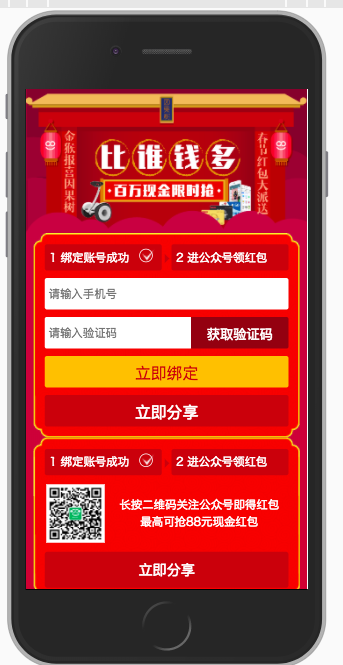 金猴报吉因果树
春节红包大派送
比谁钱多
·百万现金限时抢·
1 绑定账号成功
2 进公众号领红包
请输入手机号
请输入验证码
获取验证码
立即绑定
立即分享
1 绑定账号成功
2 进公众号领红包
长按二维码关注公众号即得红包
最高可抢88元现金红包
立即分享